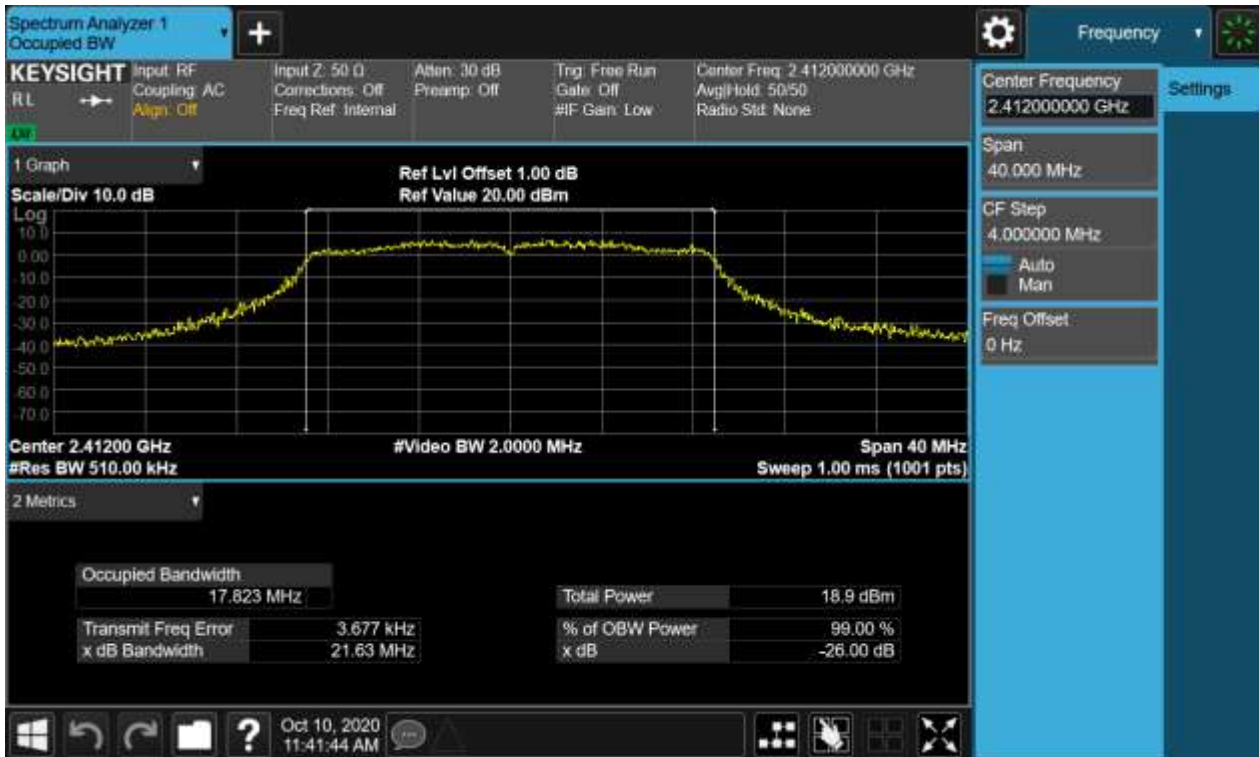 Spectrum Analyzer 1
Occupied BW
Frequency
KEYSIGHT
RL
Input: RF
Coupling: AC
Align: Off
Input Z: 50 Ω
Corrections: Off
Freq Ref: Internal
Atten: 30 dB
Preamp: Off
Trig: Free Run
Gate: Off
#IF Gain: Low
Center Freq: 2.412000000 GHz
Avg|Hold: 50/50
Radio Std: None
Center Frequency
2.412000000 GHz
Settings
Span
40.000 MHz
CF Step
4.000000 MHz
Auto
Man
Freq Offset
0 Hz
1 Graph
Scale/Div 10.0 dB
Ref Lvl Offset 1.00 dB
Ref Value 20.00 dBm
Log
10.0
0.00
-10.0
-20.0
-30.0
-40.0
-50.0
-60.0
-70.0
Center 2.41200 GHz
#Video BW 2.0000 MHz
Span 40 MHz
#Res BW 510.00 kHz
Sweep 1.00 ms (1001 pts)
2 Metrics
Occupied Bandwidth
17.823 MHz
Total Power 18.9 dBm
Transmit Freq Error 3.677 kHz
% of OBW Power 99.00 %
x dB Bandwidth 21.63 MHz
x dB -26.00 dB
?
Oct 10, 2020
11:41:44 AM